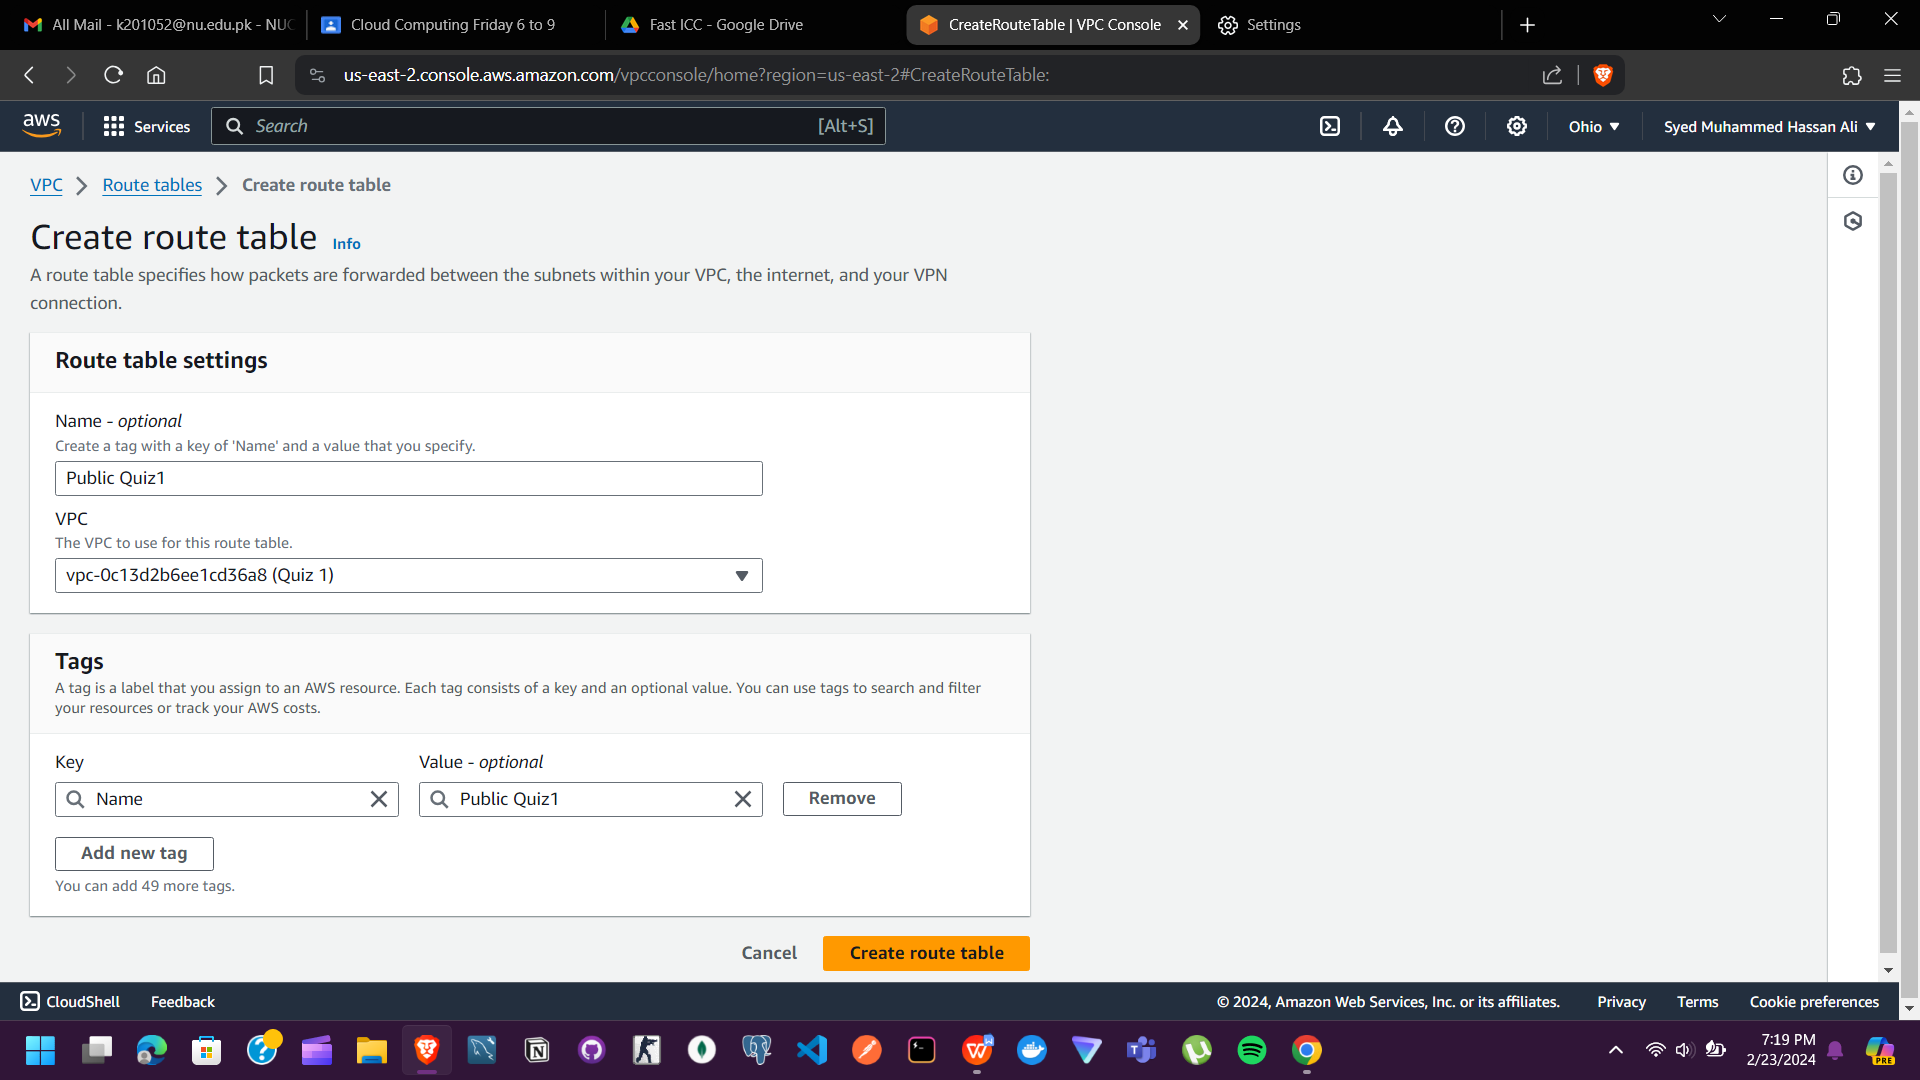 All Mail - k201052@nu.edu.pk - NUC
Cloud Computing Friday 6 to 9
Fast ICC - Google Drive
CreateRouteTable | VPC Console
Settings
us-east-2.console.aws.amazon.com/vpcconsole/home?region=us-east-2#CreateRouteTable:
aws
Services
Search
[Alt+S]
Ohio
Syed Muhammed Hassan Ali
VPC
Route tables
Create route table
Create route table Info
A route table specifies how packets are forwarded between the subnets within your VPC, the internet, and your VPN
connection.
Route table settings
Name - optional
Create a tag with a key of 'Name' and a value that you specify.
Public Quiz1
VPC
The VPC to use for this route table.
vpc-0c13d2b6ee1cd36a8 (Quiz 1)
Tags
A tag is a label that you assign to an AWS resource. Each tag consists of a key and an optional value. You can use tags to search and filter
your resources or track your AWS costs.
Key
Value - optional
Name
Public Quiz1
Remove
Add new tag
You can add 49 more tags.
Cancel
Create route table
CloudShell
Feedback
© 2024, Amazon Web Services, Inc. or its affiliates.
Privacy
Terms
Cookie preferences
7:19 PM
2/23/2024
PRE